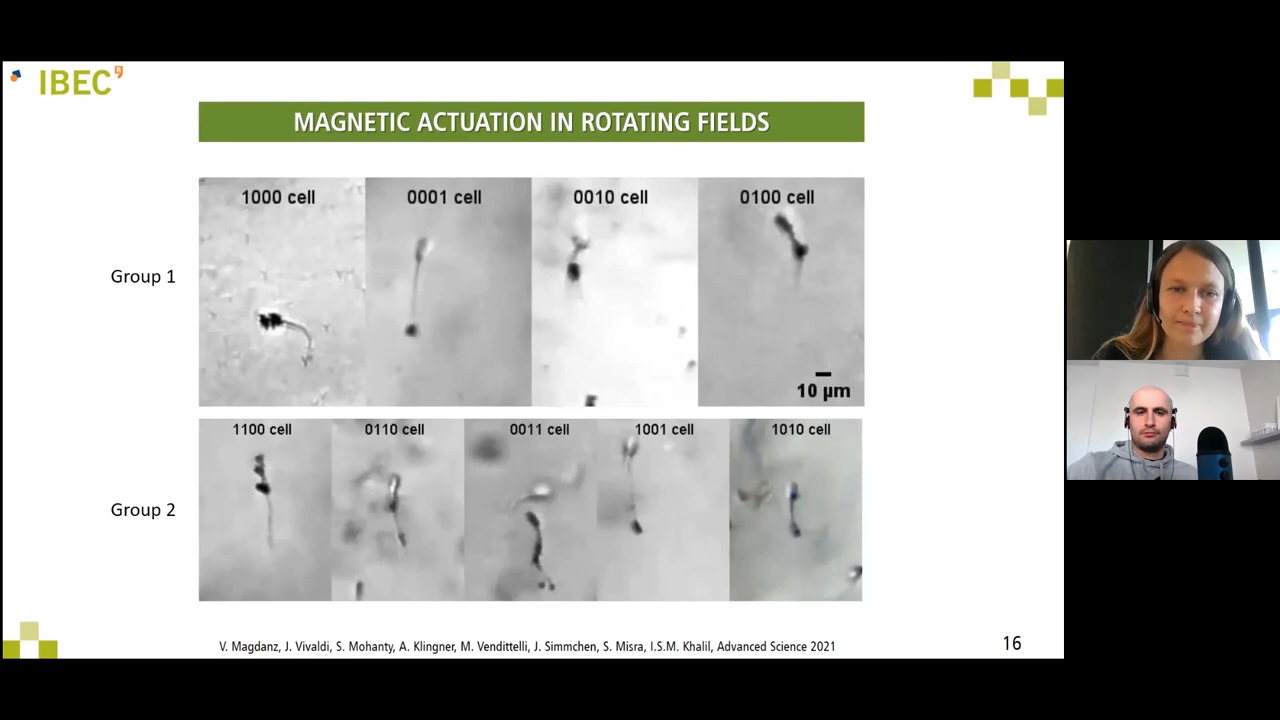 IBEC
MAGNETIC ACTUATION IN ROTATING FIELDS
1000 cell
0001 cell
0010 cell
0100 cell
Group 1
10 µm
1100 cell
0110 cell
0011 cell
1001 cell
1010 cell
Group 2
V. Magdanz, J. Vivaldi, S. Mohanty, A. Klingner, M. Vendittelli, J. Simmchen, S. Misra, I.S.M. Khalil, Advanced Science 2021
16